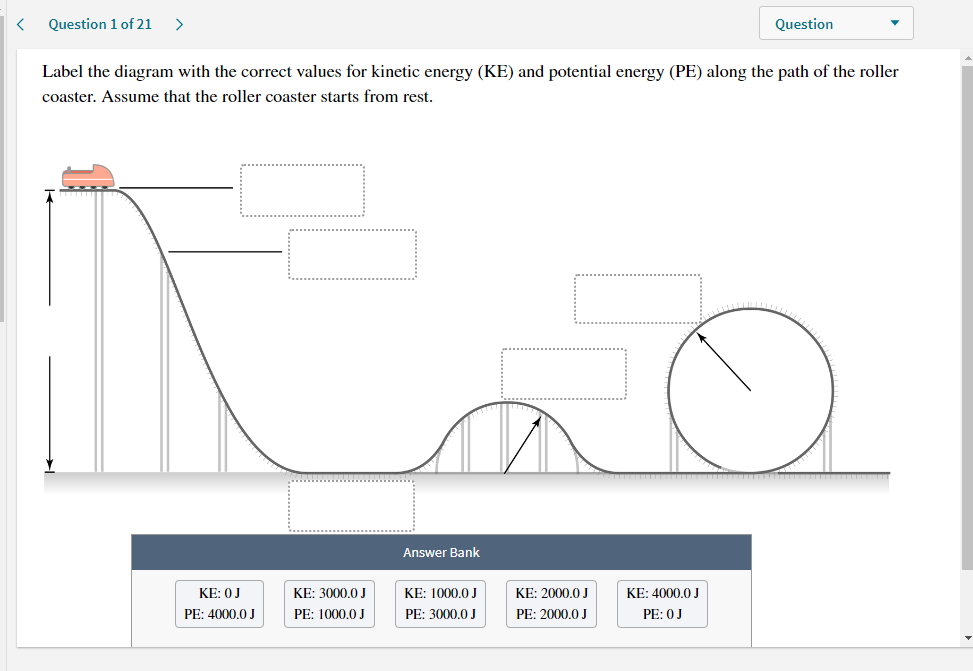 Question 1 of 21
Question
Label the diagram with the correct values for kinetic energy (KE) and potential energy (PE) along the path of the roller
coaster. Assume that the roller coaster starts from rest.
Answer Bank
KE: 0 J
PE: 4000.0 J
KE: 3000.0 J
PE: 1000.0 J
KE: 1000.0 J
PE: 3000.0 J
KE: 2000.0 J
PE: 2000.0 J
KE: 4000.0 J
PE: 0 J